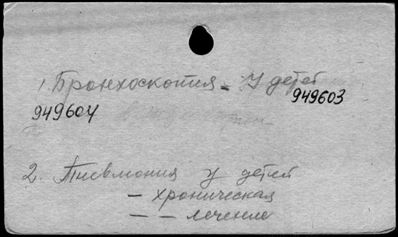 1. Бронхоскопия - у детей
949603
949604
2. Пневмония у детей
— хроническая
— — лечение